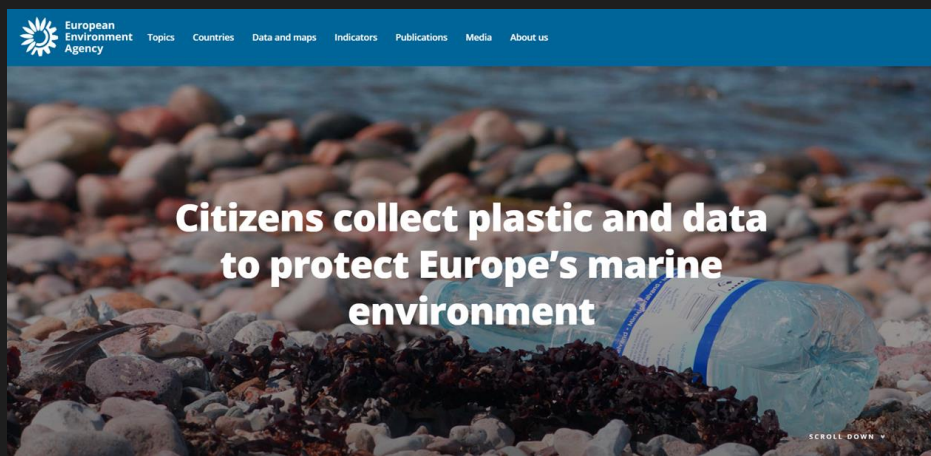 European
Environment
Agency
Topics Countries Data and maps Indicators Publications Media About us
Citizens collect plastic and data
to protect Europe’s marine
environment
SCROLL DOWN